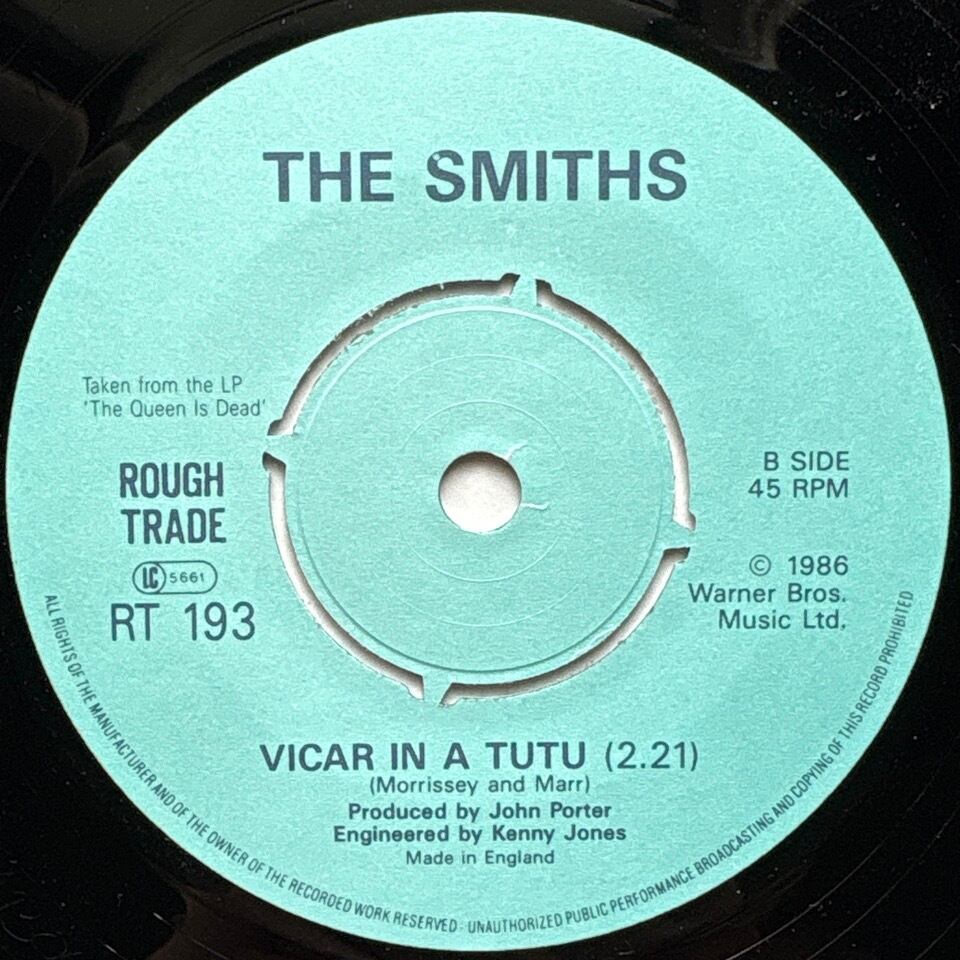 THE SMITHS
Taken from the LP
'The Queen Is Dead'
ROUGH
TRADE
LC 5661
RT 193
B SIDE
45 RPM
© 1986
Warner Bros.
Music Ltd.
VICAR IN A TUTU (2.21)
(Morrissey and Marr)
Produced by John Porter
Engineered by Kenny Jones
Made in England
ALL RIGHTS OF THE MANUFACTURER AND OF THE OWNER OF THE RECORDED WORK RESERVED · UNAUTHORIZED PUBLIC PERFORMANCE BROADCASTING AND COPYING OF THIS RECORD PROHIBITED